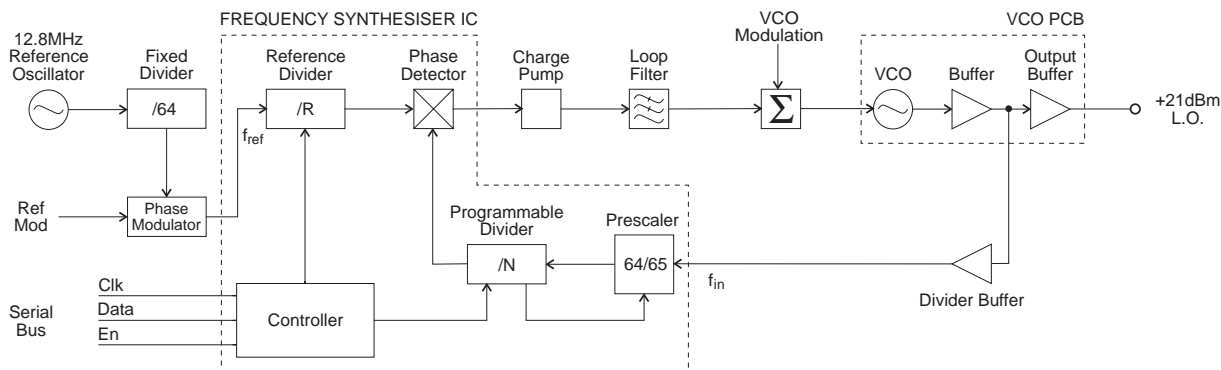 FREQUENCY SYNTHESISER IC
VCO
Modulation
VCO PCB
12.8MHz
Reference
Oscillator
Fixed
Divider
Reference
Divider
Phase
Detector
Charge
Pump
Loop
Filter
VCO
Buffer
Output
Buffer
/64
/R
Σ
+21dBm
L.O.
fref
Ref
Mod
Phase
Modulator
Programmable
Divider
Prescaler
/N
64/65
fin
Divider Buffer
Serial
Bus
Clk
Data
En
Controller